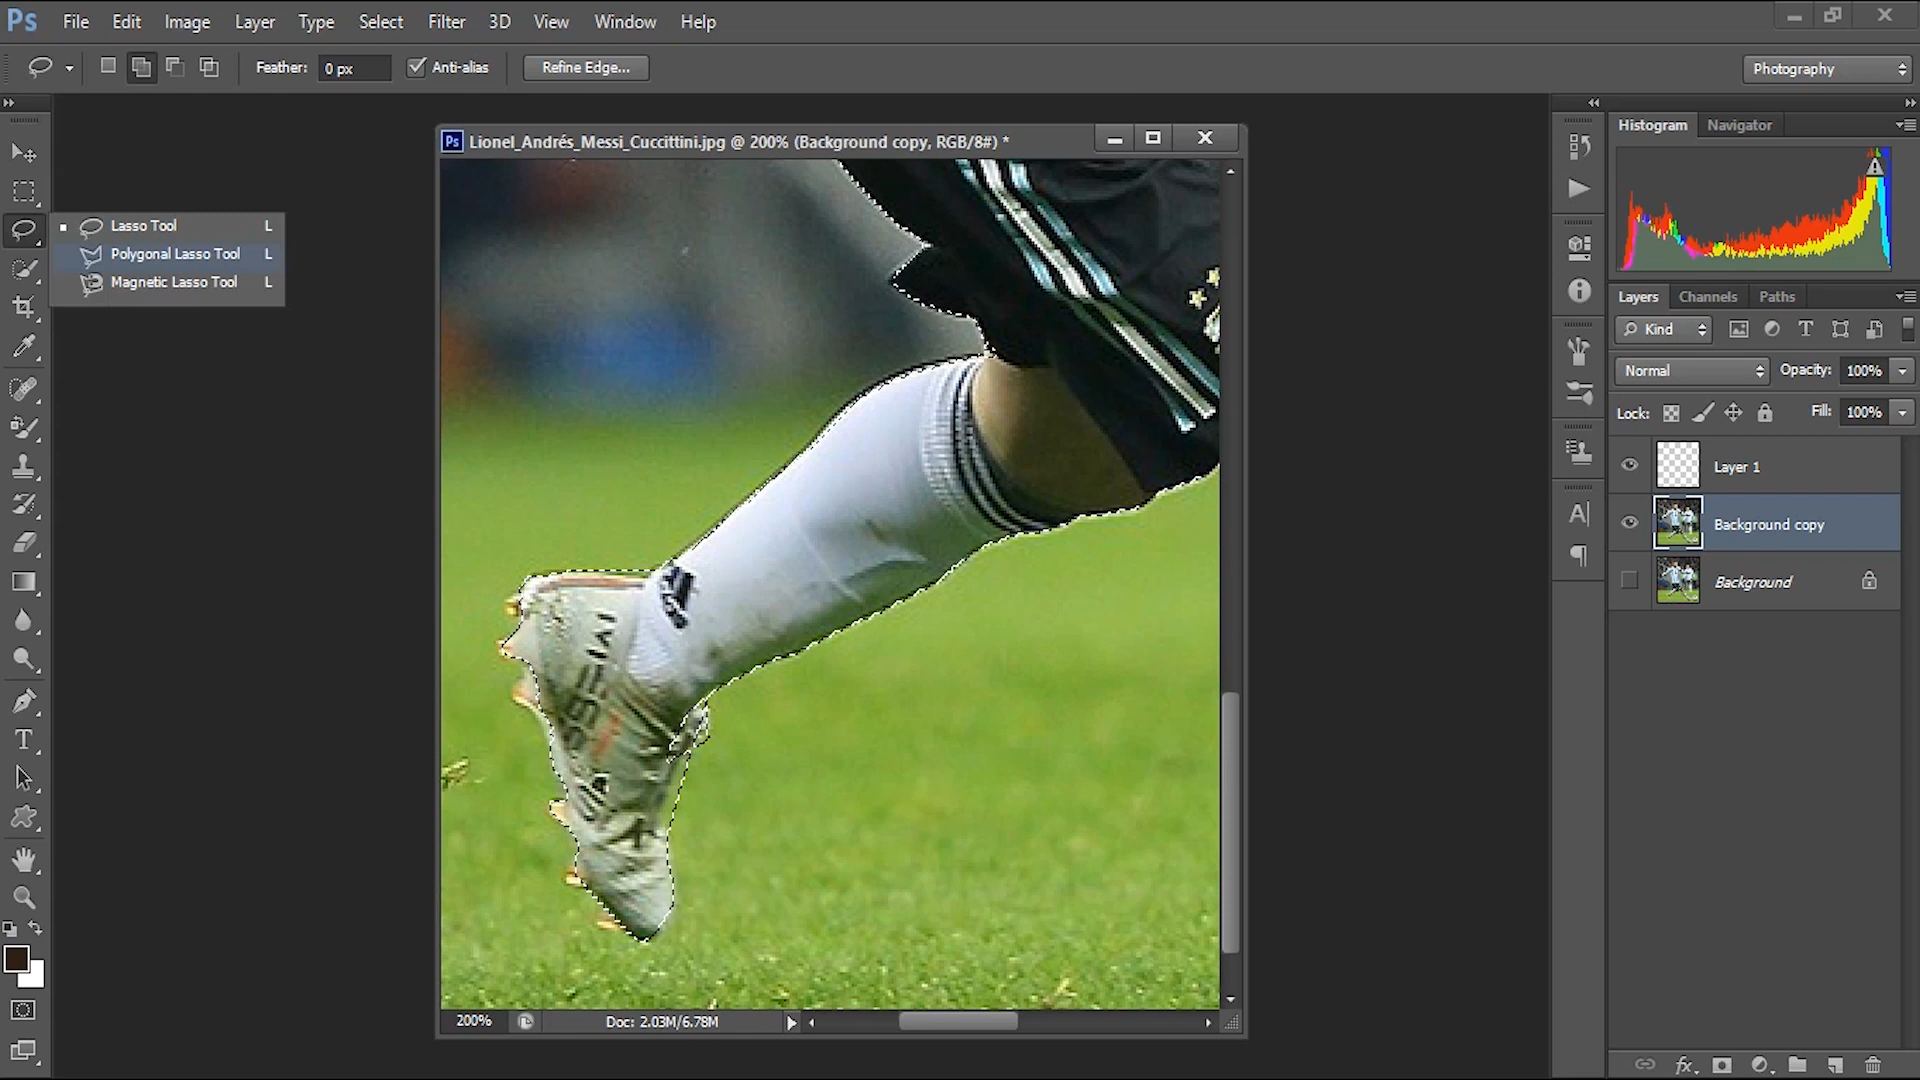 Ps File Edit Image Layer Type Select Filter 3D View Window Help
Feather: 0 px Anti-alias Refine Edge... Photography
Ps Lionel_Andrés_Messi_Cuccittini.jpg @ 200% (Background copy, RGB/8#) *
Histogram Navigator
Lasso Tool L
Polygonal Lasso Tool L
Magnetic Lasso Tool L
Layers Channels Paths
Kind
Normal Opacity: 100%
Lock: Fill: 100%
Layer 1
Background copy
Background
200% Doc: 2.03M/6.78M